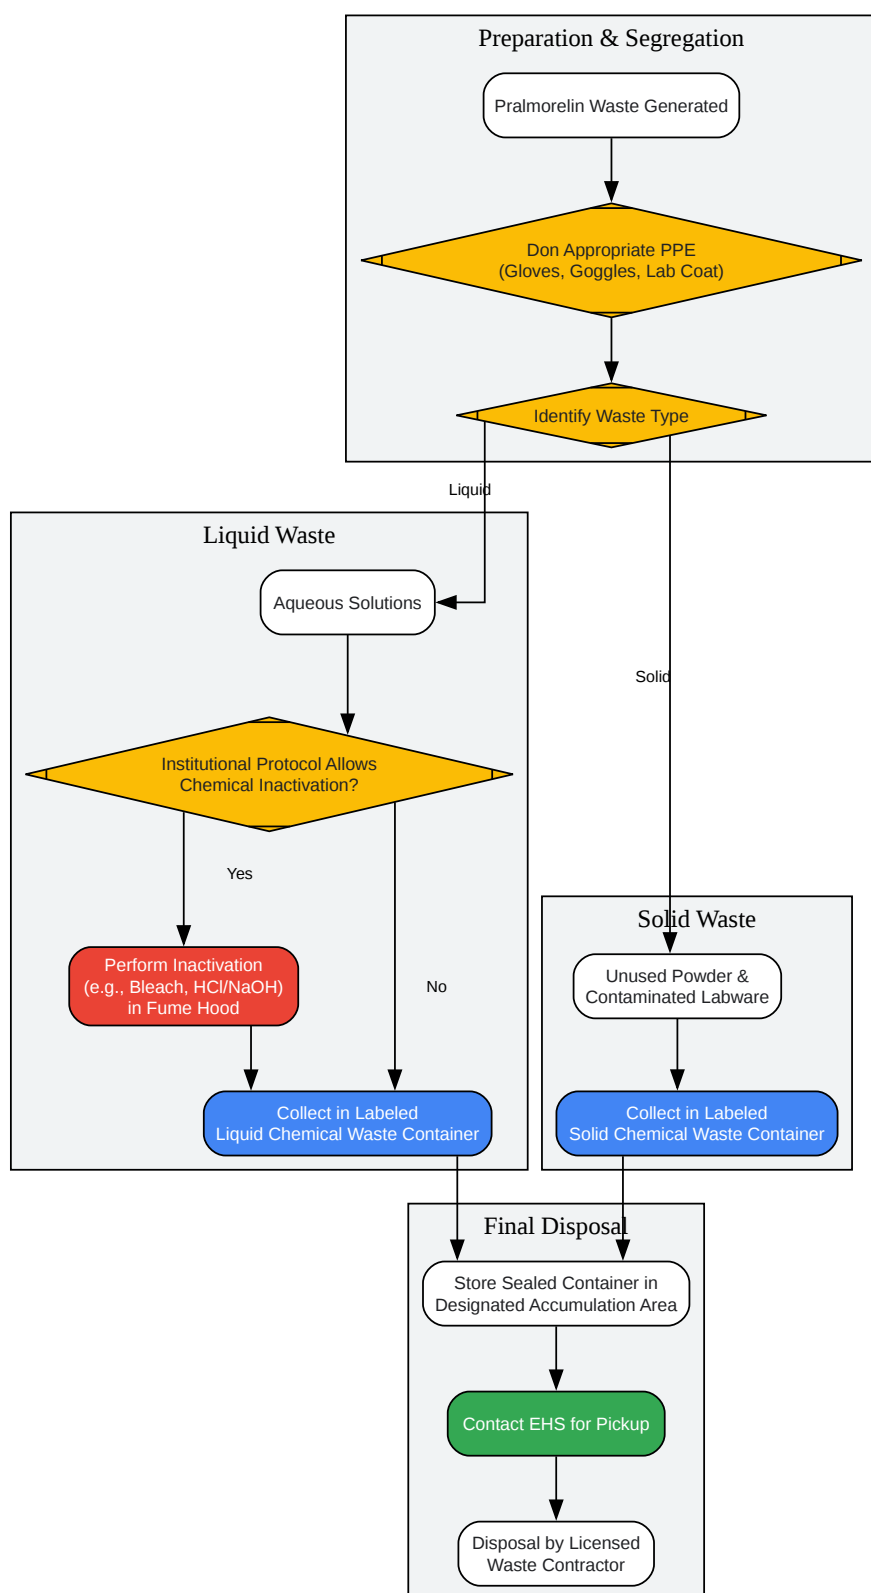 Preparation & Segregation
Pralmorelin Waste Generated
Don Appropriate PPE
(Gloves, Goggles, Lab Coat)
Identify Waste Type
Liquid
Liquid Waste
Aqueous Solutions
Solid
Institutional Protocol Allows
Chemical Inactivation?
Yes
No
Perform Inactivation
(e.g., Bleach, HCl/NaOH)
in Fume Hood
Collect in Labeled
Liquid Chemical Waste Container
Solid Waste
Unused Powder &
Contaminated Labware
Collect in Labeled
Solid Chemical Waste Container
Final Disposal
Store Sealed Container in
Designated Accumulation Area
Contact EHS for Pickup
Disposal by Licensed
Waste Contractor